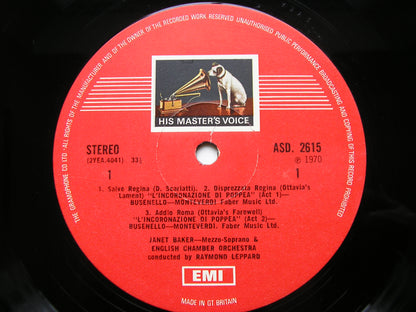 THE GRAMOPHONE CO LTD · ALL RIGHTS OF THE MANUFACTURER AND OF THE OWNER OF THE RECORDED WORK RESERVED UNAUTHORISED PUBLIC PERFORMANCE BROADCASTING AND COPYING OF THIS RECORD PROHIBITED
HIS MASTER'S VOICE
STEREO
(2YEA.4041) 33⅓
1
ASD. 2615
℗ 1970
1
1. Salve Regina (D. Scarlatti). 2. Disprezzata Regina (Ottavia's
Lament) "L'INCORONAZIONE DI POPPEA" (Act 1)—
BUSENELLO—MONTEVERDI. Faber Music Ltd.
3. Addio Roma (Ottavia's Farewell)
"L'INCORONAZIONE DI POPPEA" (Act 2)—
BUSENELLO—MONTEVERDI. Faber Music Ltd.
JANET BAKER—Mezzo-Soprano &
ENGLISH CHAMBER ORCHESTRA
conducted by RAYMOND LEPPARD
EMI
MADE IN GT BRITAIN